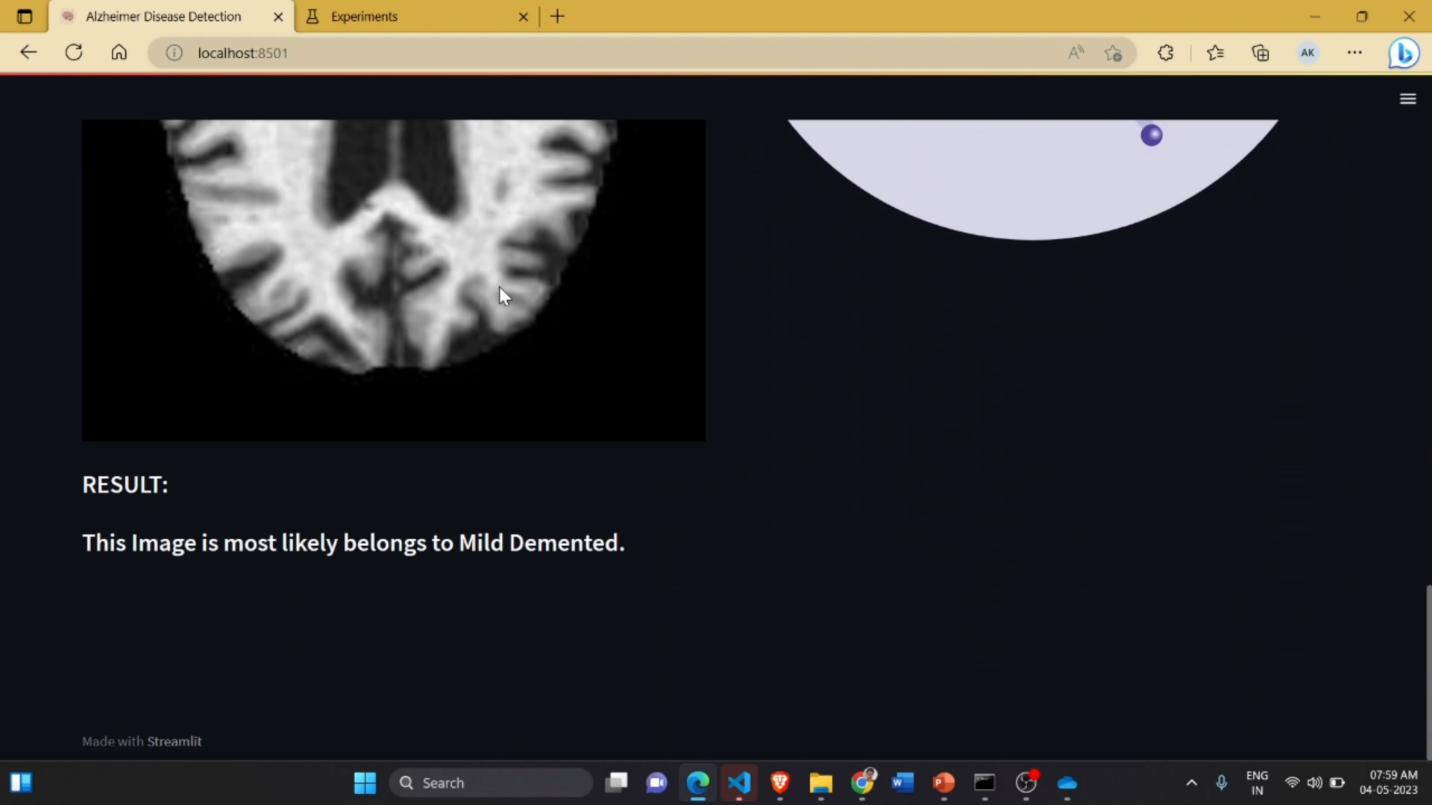 Alzheimer Disease Detection
Experiments
localhost:8501
AK
RESULT:
This Image is most likely belongs to Mild Demented.
Made with Streamlit
Search
ENG
IN
07:59 AM
04-05-2023